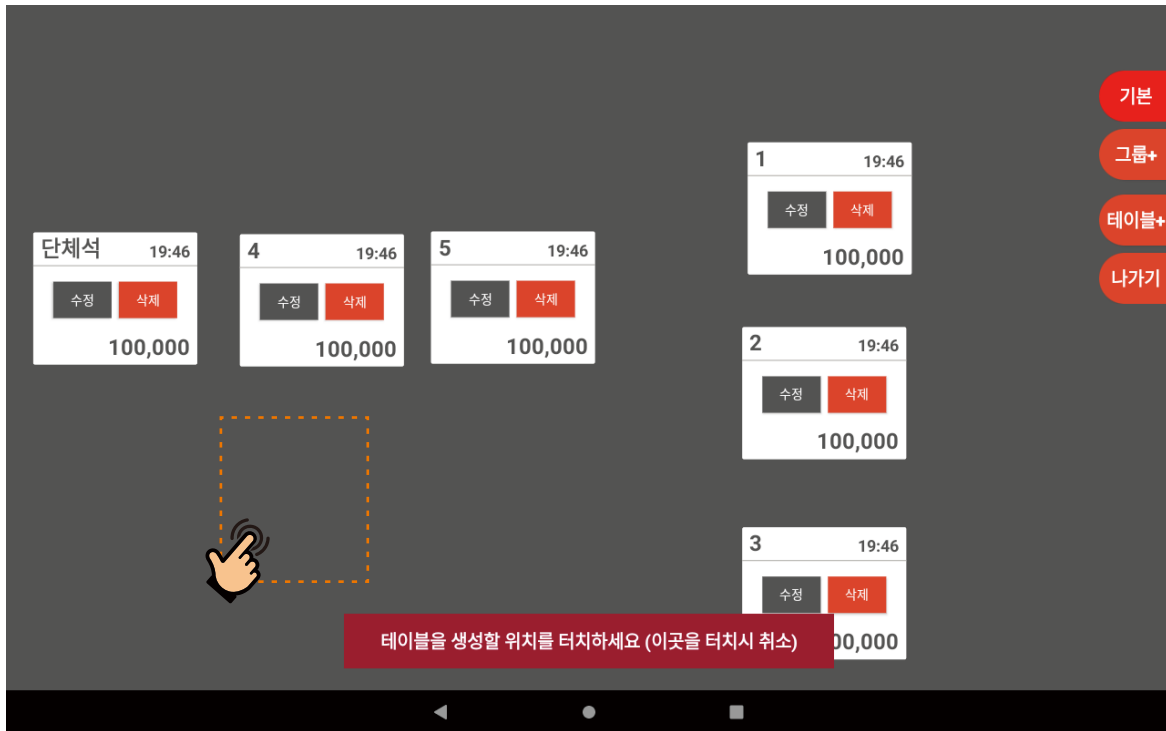 기본
그룹+
테이블+
나가기
1 19:46
수정 삭제
100,000
단체석 19:46
수정 삭제
100,000
4 19:46
수정 삭제
100,000
5 19:46
수정 삭제
100,000
2 19:46
수정 삭제
100,000
3 19:46
수정 삭제
00,000
테이블을 생성할 위치를 터치하세요 (이곳을 터치시 취소)